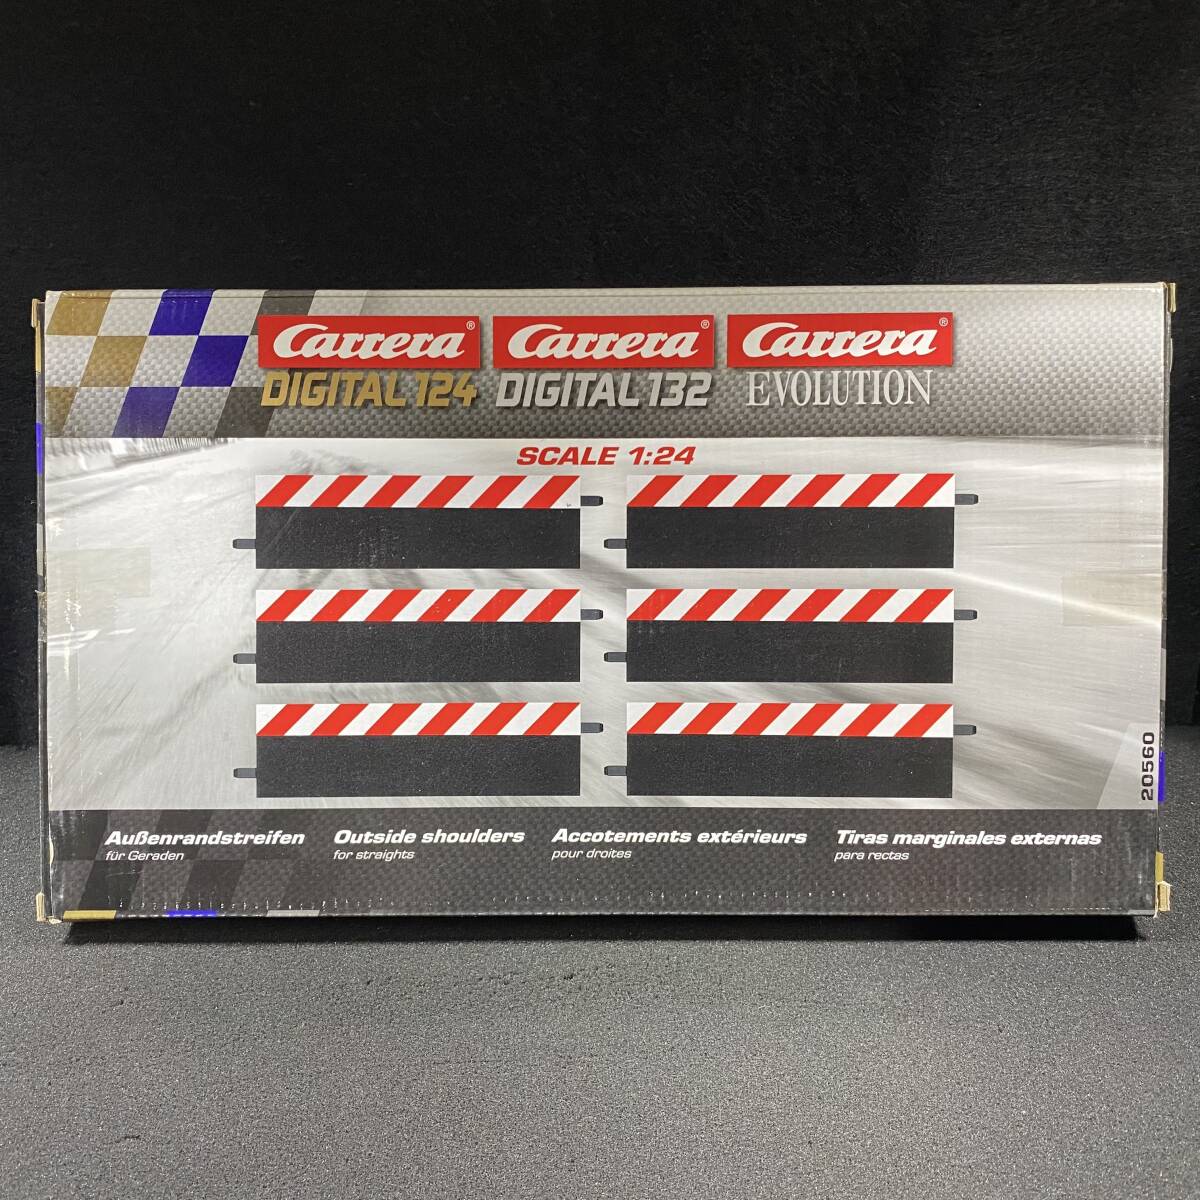 Carrera® Carrera® Carrera®
DIGITAL 124 DIGITAL 132 EVOLUTION
SCALE 1:24
20560
Außenrandstreifen Outside shoulders Accotements extérieurs Tiras marginales externas
für Geraden for straights pour droites para rectas